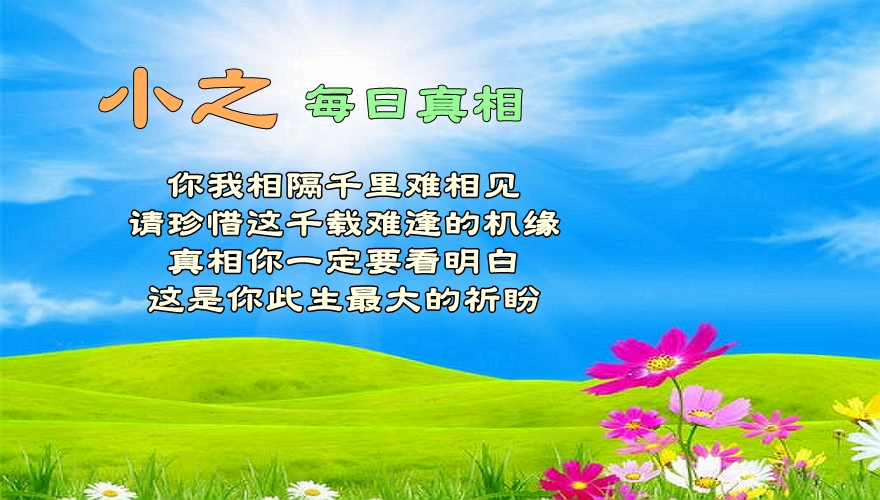 小之 每日真相
你我相隔千里难相见
请珍惜这千载难逢的机缘
真相你一定要看明白
这是你此生最大的祈盼